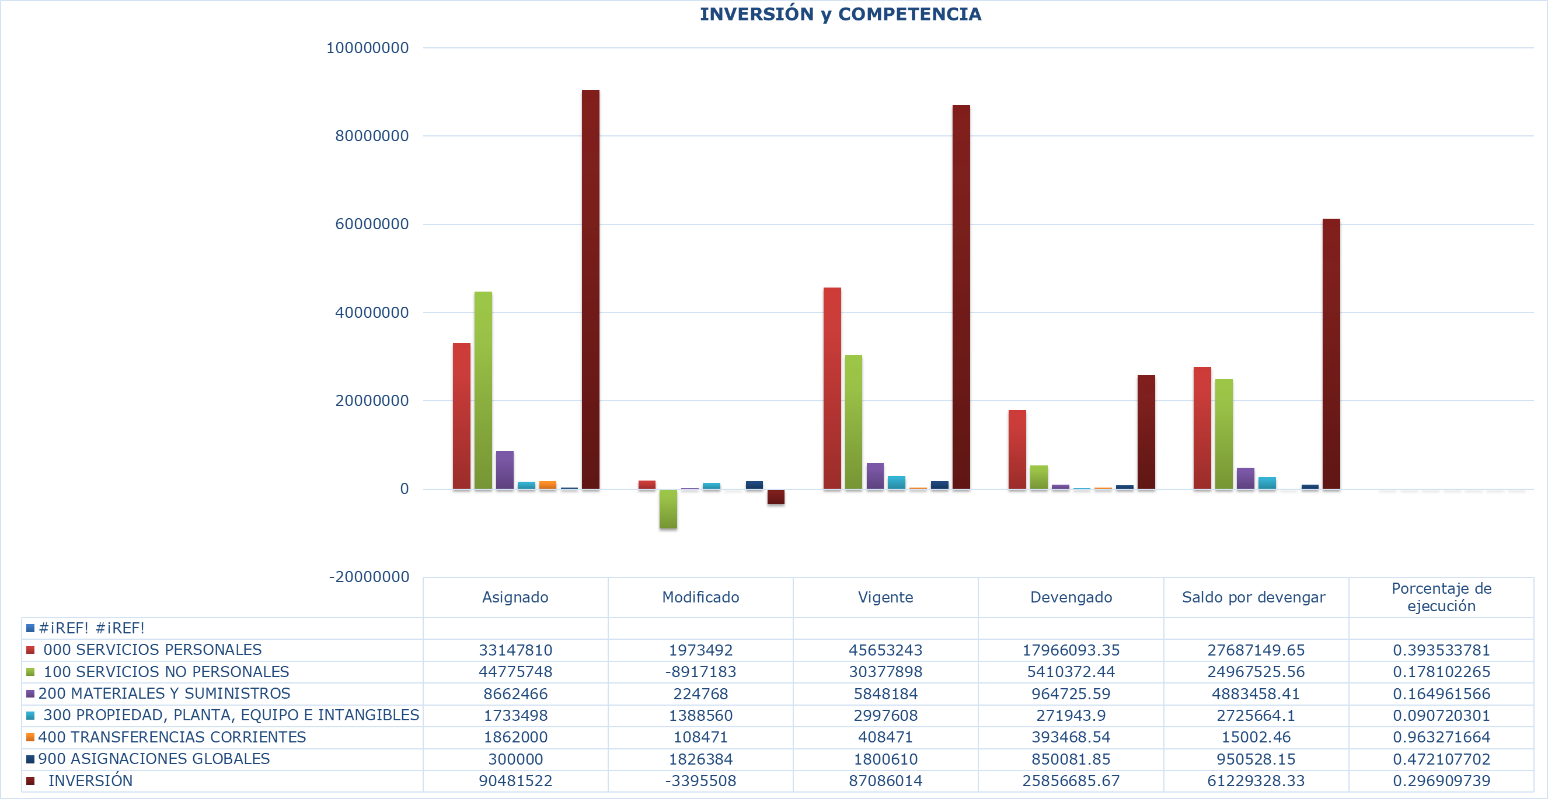 INVERSIÓN y COMPETENCIA
100000000
80000000
60000000
40000000
20000000
0
-20000000
Asignado Modificado Vigente Devengado Saldo por devengar Porcentaje de
ejecución
#¡REF! #¡REF!
000 SERVICIOS PERSONALES 33147810 1973492 45653243 17966093.35 27687149.65 0.393533781
100 SERVICIOS NO PERSONALES 44775748 -8917183 30377898 5410372.44 24967525.56 0.178102265
200 MATERIALES Y SUMINISTROS 8662466 224768 5848184 964725.59 4883458.41 0.164961566
300 PROPIEDAD, PLANTA, EQUIPO E INTANGIBLES 1733498 1388560 2997608 271943.9 2725664.1 0.090720301
400 TRANSFERENCIAS CORRIENTES 1862000 108471 408471 393468.54 15002.46 0.963271664
900 ASIGNACIONES GLOBALES 300000 1826384 1800610 850081.85 950528.15 0.472107702
INVERSIÓN 90481522 -3395508 87086014 25856685.67 61229328.33 0.296909739